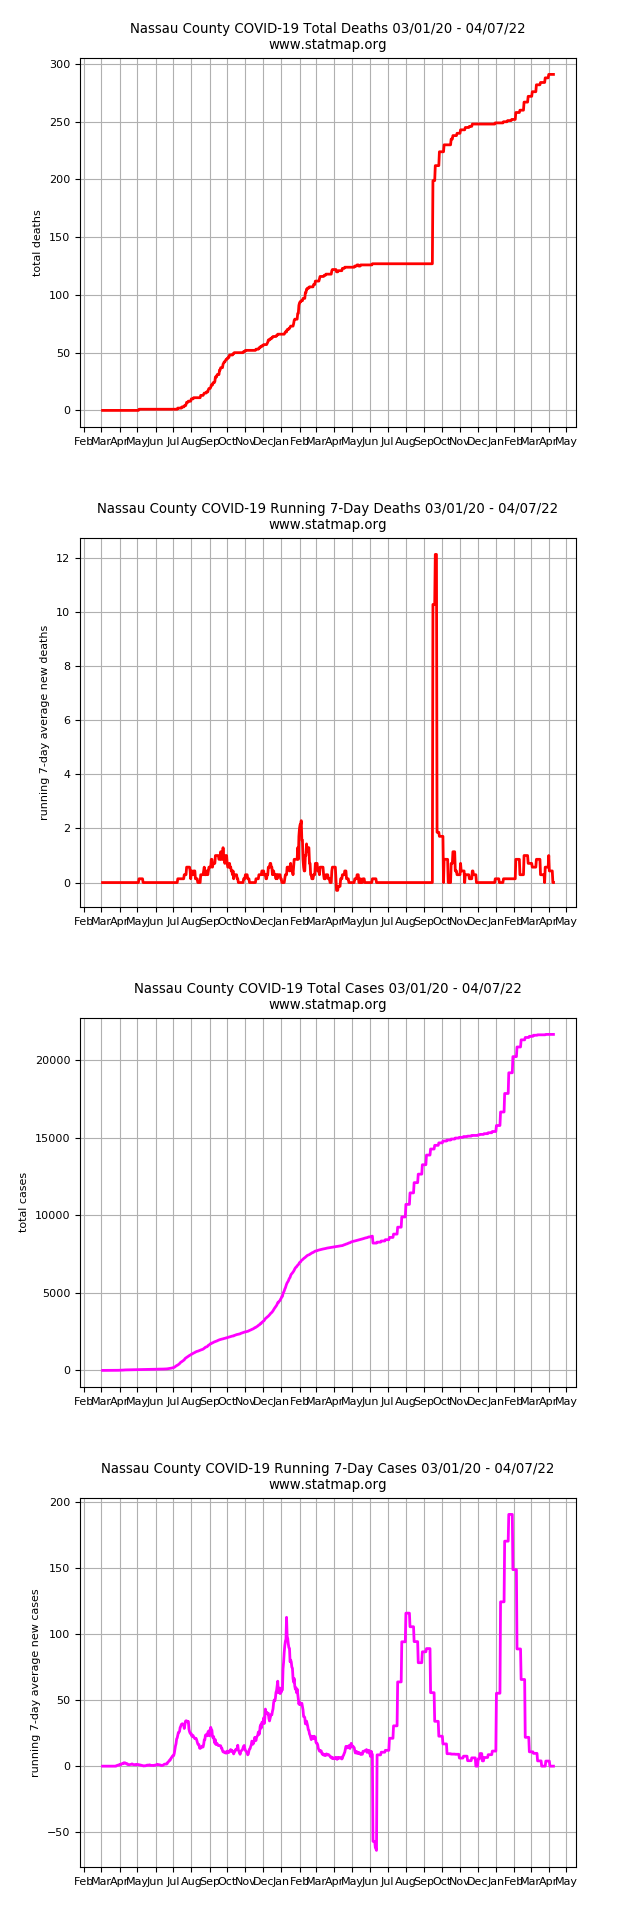 Nassau County COVID-19 Total Deaths 03/01/20 - 04/07/22
www.statmap.org
300
250
200
150
100
50
0
total deaths
Feb Mar Apr May Jun Jul Aug Sep Oct Nov Dec Jan Feb Mar Apr May Jun Jul Aug Sep Oct Nov Dec Jan Feb Mar Apr May
Nassau County COVID-19 Running 7-Day Deaths 03/01/20 - 04/07/22
www.statmap.org
12
10
8
6
4
2
0
running 7-day average new deaths
Feb Mar Apr May Jun Jul Aug Sep Oct Nov Dec Jan Feb Mar Apr May Jun Jul Aug Sep Oct Nov Dec Jan Feb Mar Apr May
Nassau County COVID-19 Total Cases 03/01/20 - 04/07/22
www.statmap.org
20000
15000
10000
5000
0
total cases
Feb Mar Apr May Jun Jul Aug Sep Oct Nov Dec Jan Feb Mar Apr May Jun Jul Aug Sep Oct Nov Dec Jan Feb Mar Apr May
Nassau County COVID-19 Running 7-Day Cases 03/01/20 - 04/07/22
www.statmap.org
200
150
100
50
0
−50
running 7-day average new cases
Feb Mar Apr May Jun Jul Aug Sep Oct Nov Dec Jan Feb Mar Apr May Jun Jul Aug Sep Oct Nov Dec Jan Feb Mar Apr May